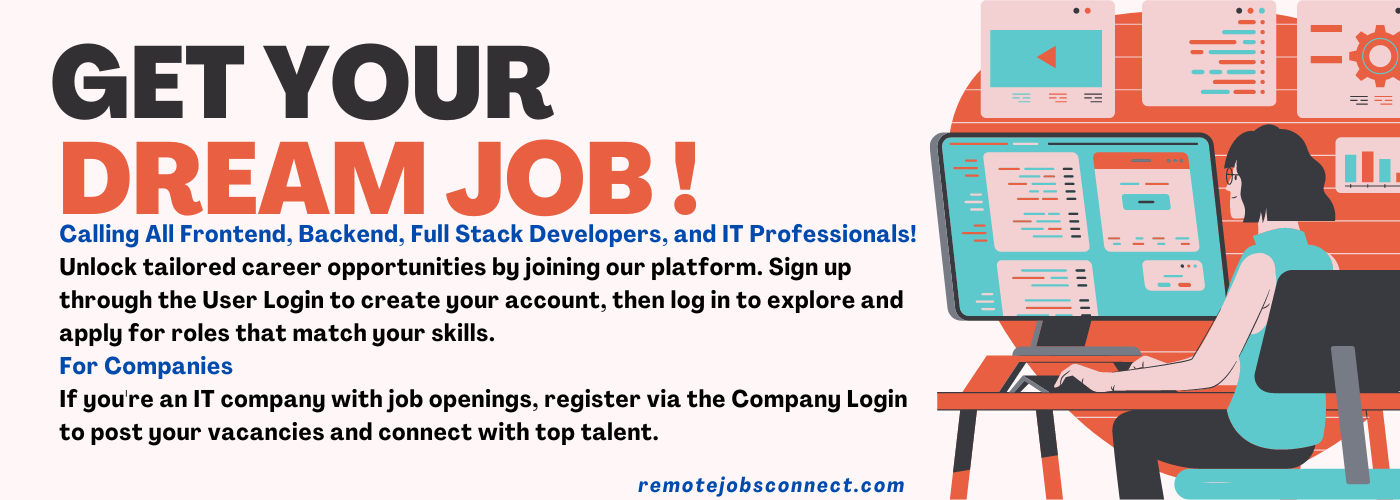 GET YOUR
DREAM JOB !
Calling All Frontend, Backend, Full Stack Developers, and IT Professionals!
Unlock tailored career opportunities by joining our platform. Sign up
through the User Login to create your account, then log in to explore and
apply for roles that match your skills.
For Companies
If you're an IT company with job openings, register via the Company Login
to post your vacancies and connect with top talent.
remotejobsconnect.com